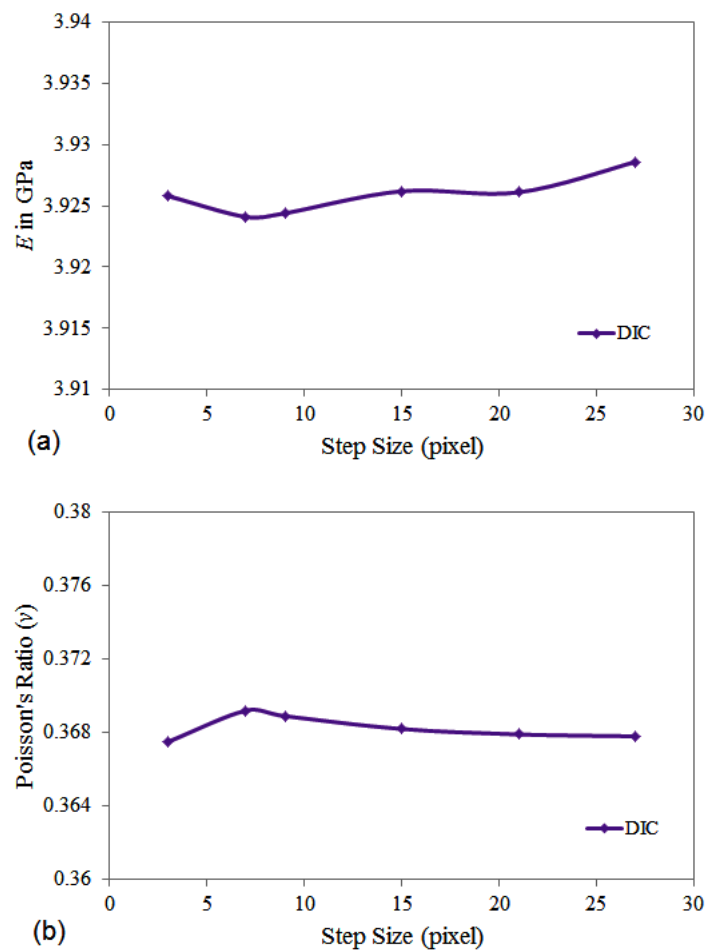 3.94
3.935
3.93
3.925
3.92
3.915
3.91
E in GPa
DIC
0 5 10 15 20 25 30
(a)
Step Size (pixel)
0.38
0.376
0.372
0.368
0.364
0.36
Poisson's Ratio (v)
DIC
0 5 10 15 20 25 30
(b)
Step Size (pixel)